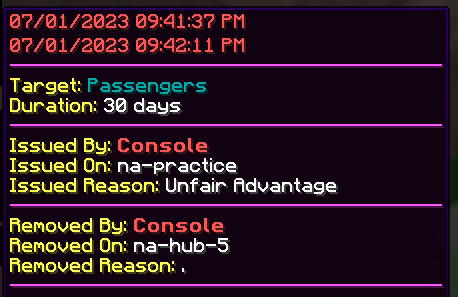 07/01/2023 09:41:37 PM
07/01/2023 09:42:11 PM
Target: Passengers
Duration: 30 days
Issued By: Console
Issued On: na-practice
Issued Reason: Unfair Advantage
Removed By: Console
Removed On: na-hub-5
Removed Reason: .